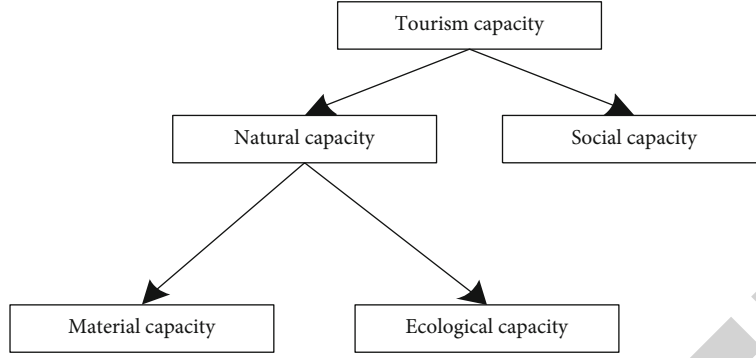 Tourism capacity
Natural capacity
Social capacity
Material capacity
Ecological capacity